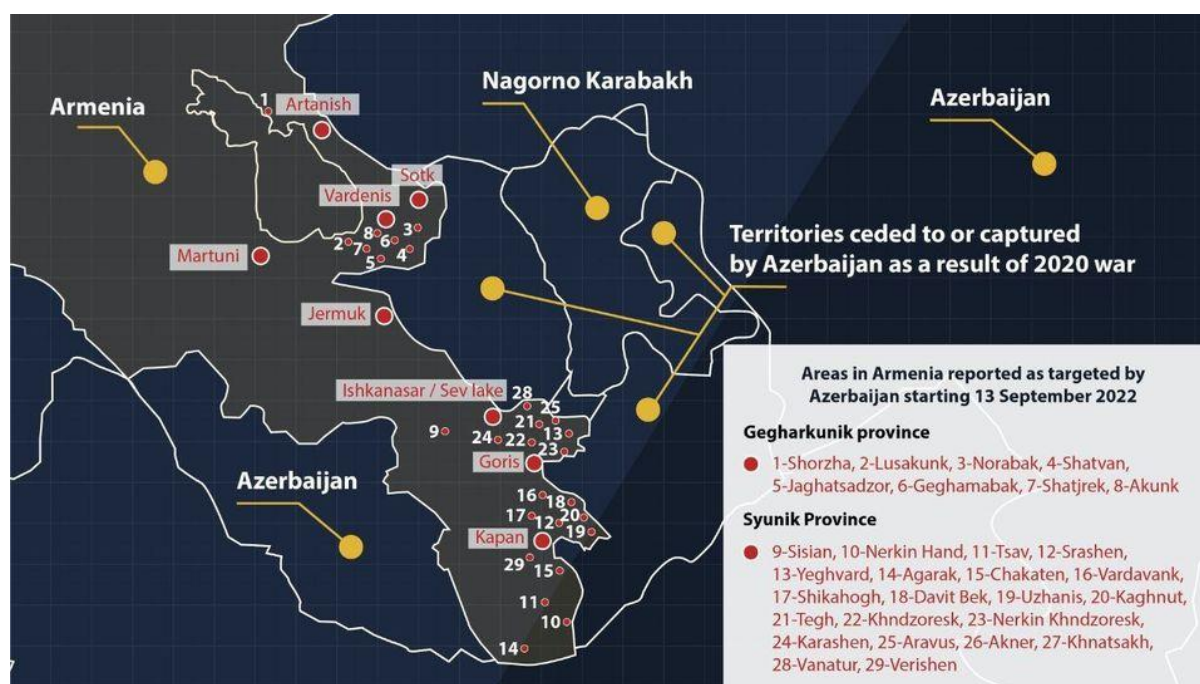 Armenia
Nagorno Karabakh
Azerbaijan
1
Artanish
Sotk
Vardenis
8
3
2
7
6
4
5
Martuni
Territories ceded to or captured
by Azerbaijan as a result of 2020 war
Jermuk
Ishkanasar / Sev lake
28
25
21
9
24
22
13
23
Goris
Azerbaijan
16
18
17
12
20
19
Kapan
29
15
11
10
14
7
Areas in Armenia reported as targeted by
Azerbaijan starting 13 September 2022
Gegharkunik province
1-Shorzha, 2-Lusakunk, 3-Norabak, 4-Shatvan,
5-Jaghatsadzor, 6-Geghamabak, 7-Shatjrek, 8-Akunk
Syunik Province
9-Sisian, 10-Nerkin Hand, 11-Tsav, 12-Srashen,
13-Yeghvard, 14-Agarak, 15-Chakaten, 16-Vardavank,
17-Shikahogh, 18-Davit Bek, 19-Uzhanis, 20-Kaghnut,
21-Tegh, 22-Khndzoresk, 23-Nerkin Khndzoresk,
24-Karashen, 25-Aravus, 26-Akner, 27-Khnatsakh,
28-Vanatur, 29-Verishen